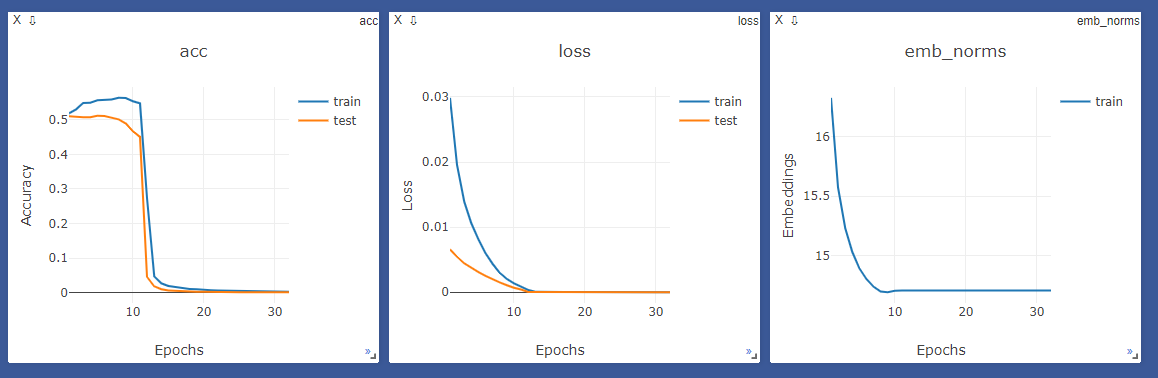 X ⇩ acc
acc
train
test
Accuracy
0.5
0.4
0.3
0.2
0.1
0
10 20 30
Epochs
»
X ⇩ loss
loss
train
test
Loss
0.03
0.02
0.01
0
10 20 30
Epochs
»
X ⇩ emb_norms
emb_norms
train
Embeddings
16
15.5
15
10 20 30
Epochs
»